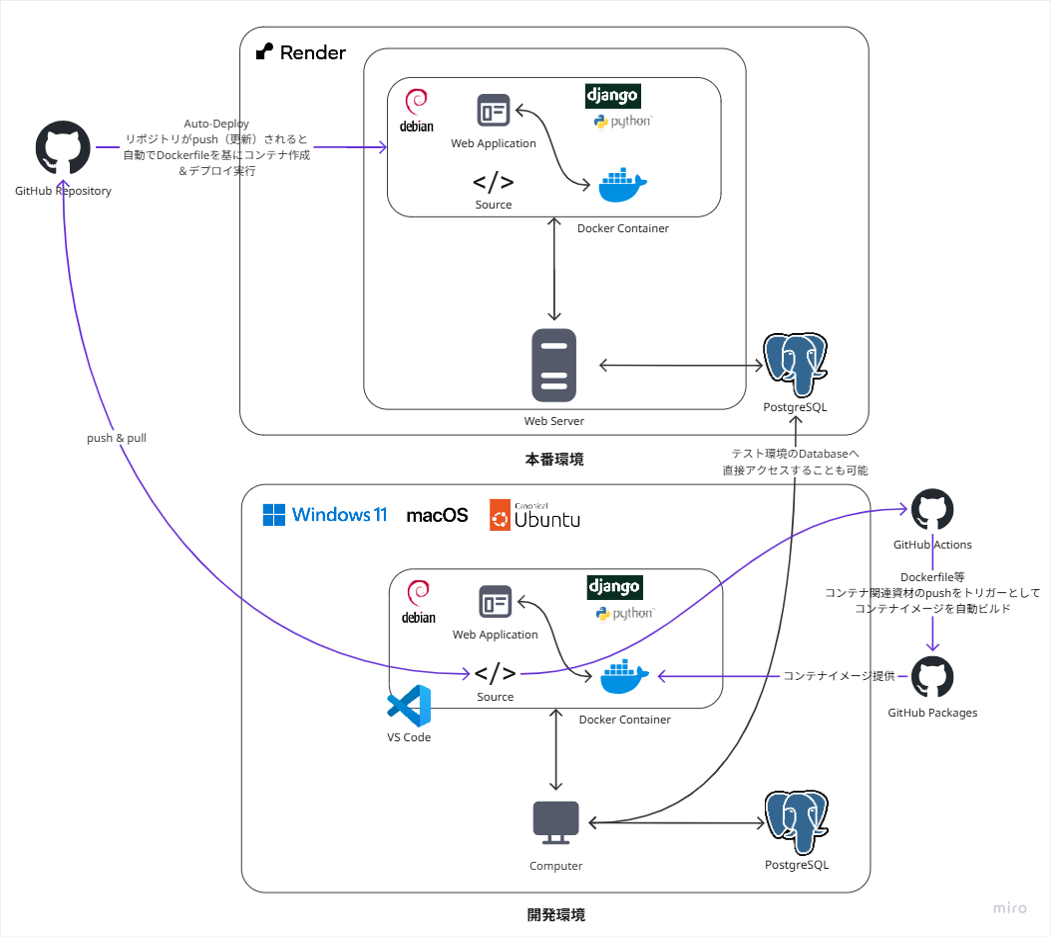 Render
debian
Web Application
django
python
Source
Docker Container
Auto-Deploy
リポジトリがpush（更新）されると
自動でDockerfileを基にコンテナ作成
＆デプロイ実行
GitHub Repository
Web Server
PostgreSQL
push & pull
本番環境
テスト環境のDatabaseへ
直接アクセスすることも可能
Windows 11
macOS
Canonical
Ubuntu
GitHub Actions
Dockerfile等
コンテナ関連資材のpushをトリガーとして
コンテナイメージを自動ビルド
debian
Web Application
django
python
Source
Docker Container
VS Code
コンテナイメージ提供
GitHub Packages
Computer
PostgreSQL
開発環境
miro